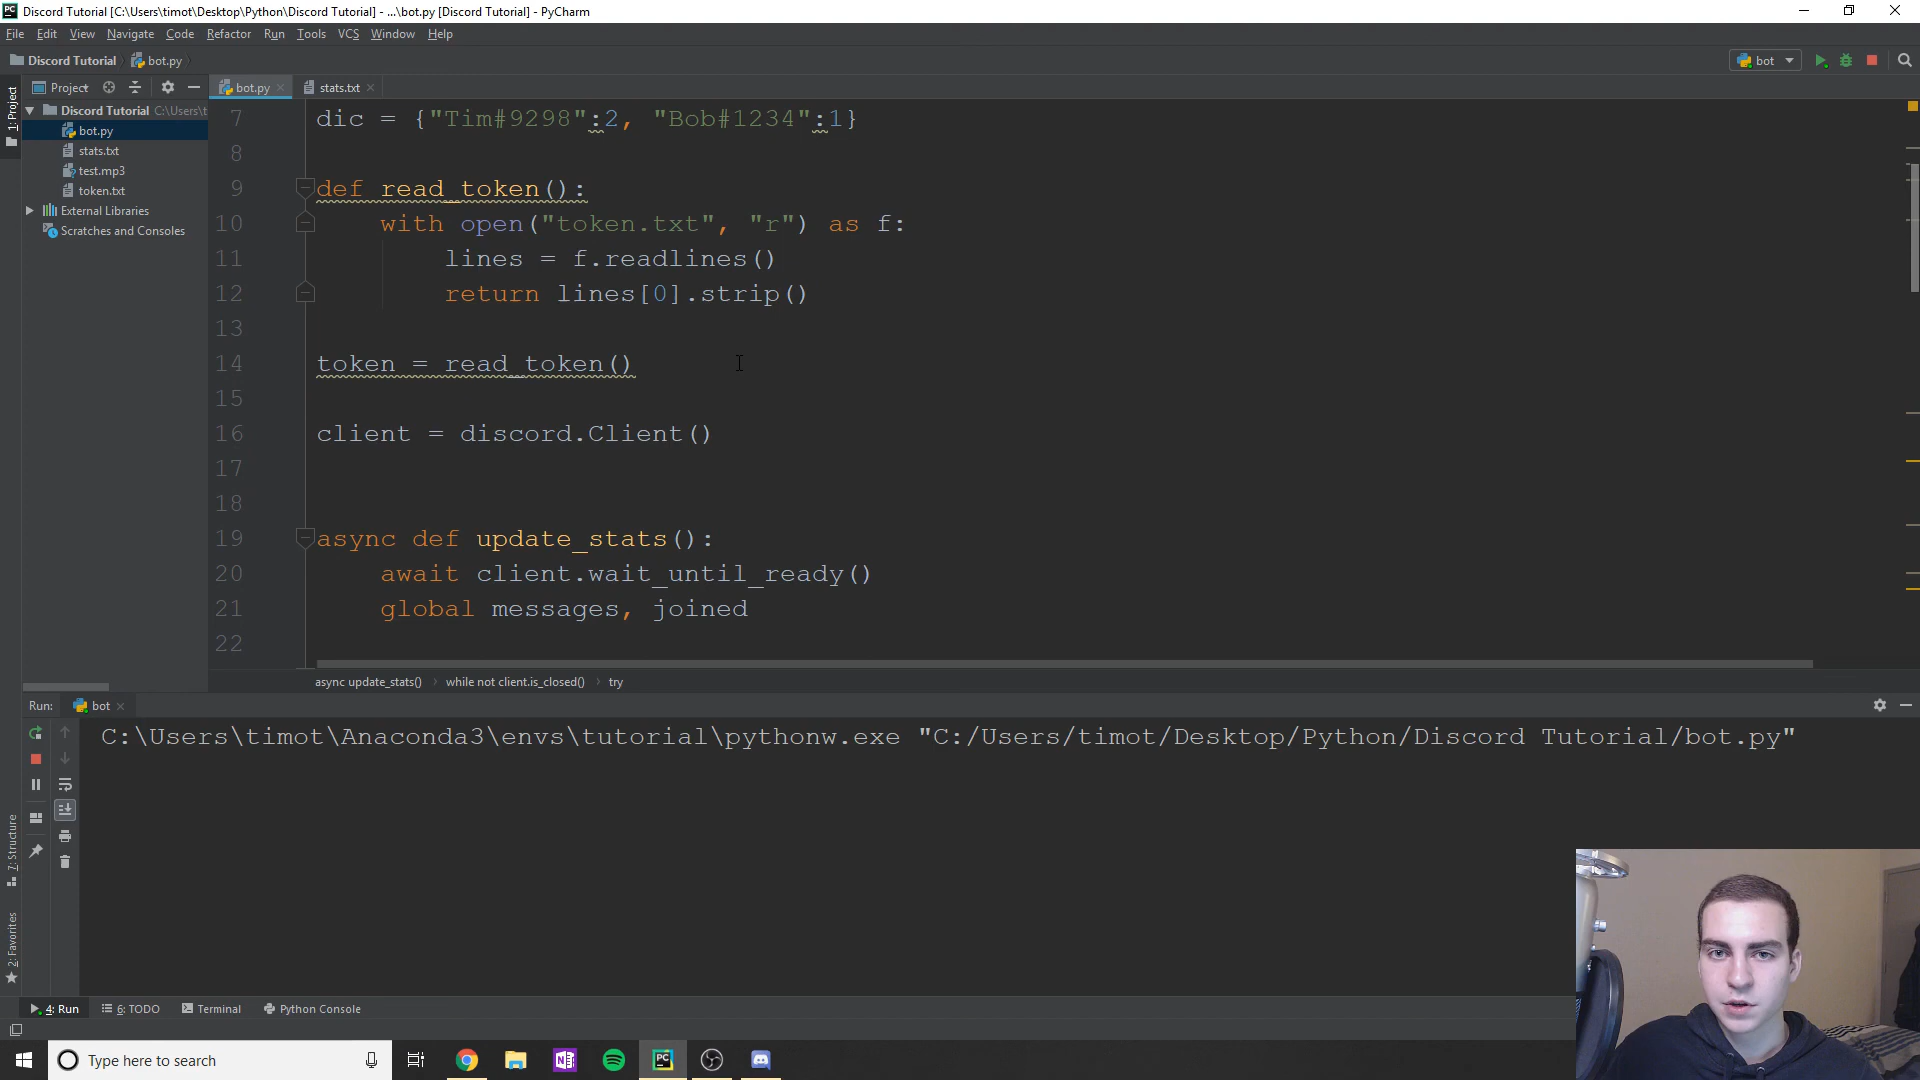 Discord Tutorial [C:\Users\timot\Desktop\Python\Discord Tutorial] - ...\bot.py [Discord Tutorial] - PyCharm
File Edit View Navigate Code Refactor Run Tools VCS Window Help
Discord Tutorial bot.py bot
1: Project
Project
bot.py stats.txt
Discord Tutorial C:\Users\t
bot.py
stats.txt
test.mp3
token.txt
External Libraries
Scratches and Consoles
7 dic = {"Tim#9298":2, "Bob#1234":1}
8
9 def read_token():
10 with open("token.txt", "r") as f:
11 lines = f.readlines()
12 return lines[0].strip()
13
14 token = read_token()
15
16 client = discord.Client()
17
18
19 async def update_stats():
20 await client.wait_until_ready()
21 global messages, joined
22
async update_stats() while not client.is_closed() try
Run: bot
C:\Users\timot\Anaconda3\envs\tutorial\pythonw.exe "C:/Users/timot/Desktop/Python/Discord Tutorial/bot.py"
7: Structure
2: Favorites
4: Run 6: TODO Terminal Python Console
Type here to search